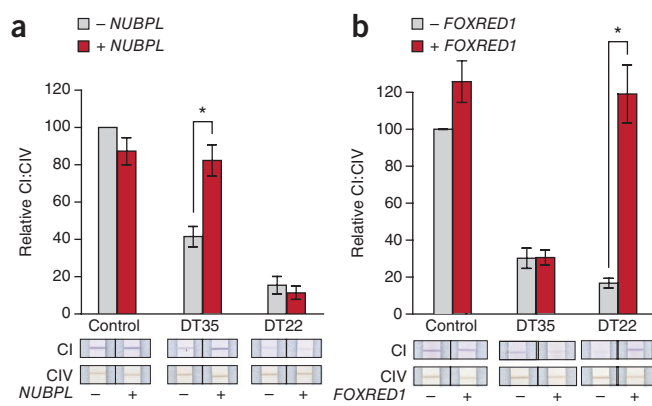 a
– NUBPL
+ NUBPL
Relative CI:CIV
120
100
80
60
40
20
0
*
Control DT35 DT22
CI
CIV
NUBPL – + – + – +
b
– FOXRED1
+ FOXRED1
Relative CI:CIV
120
100
80
60
40
20
0
*
Control DT35 DT22
CI
CIV
FOXRED1 – + – + – +